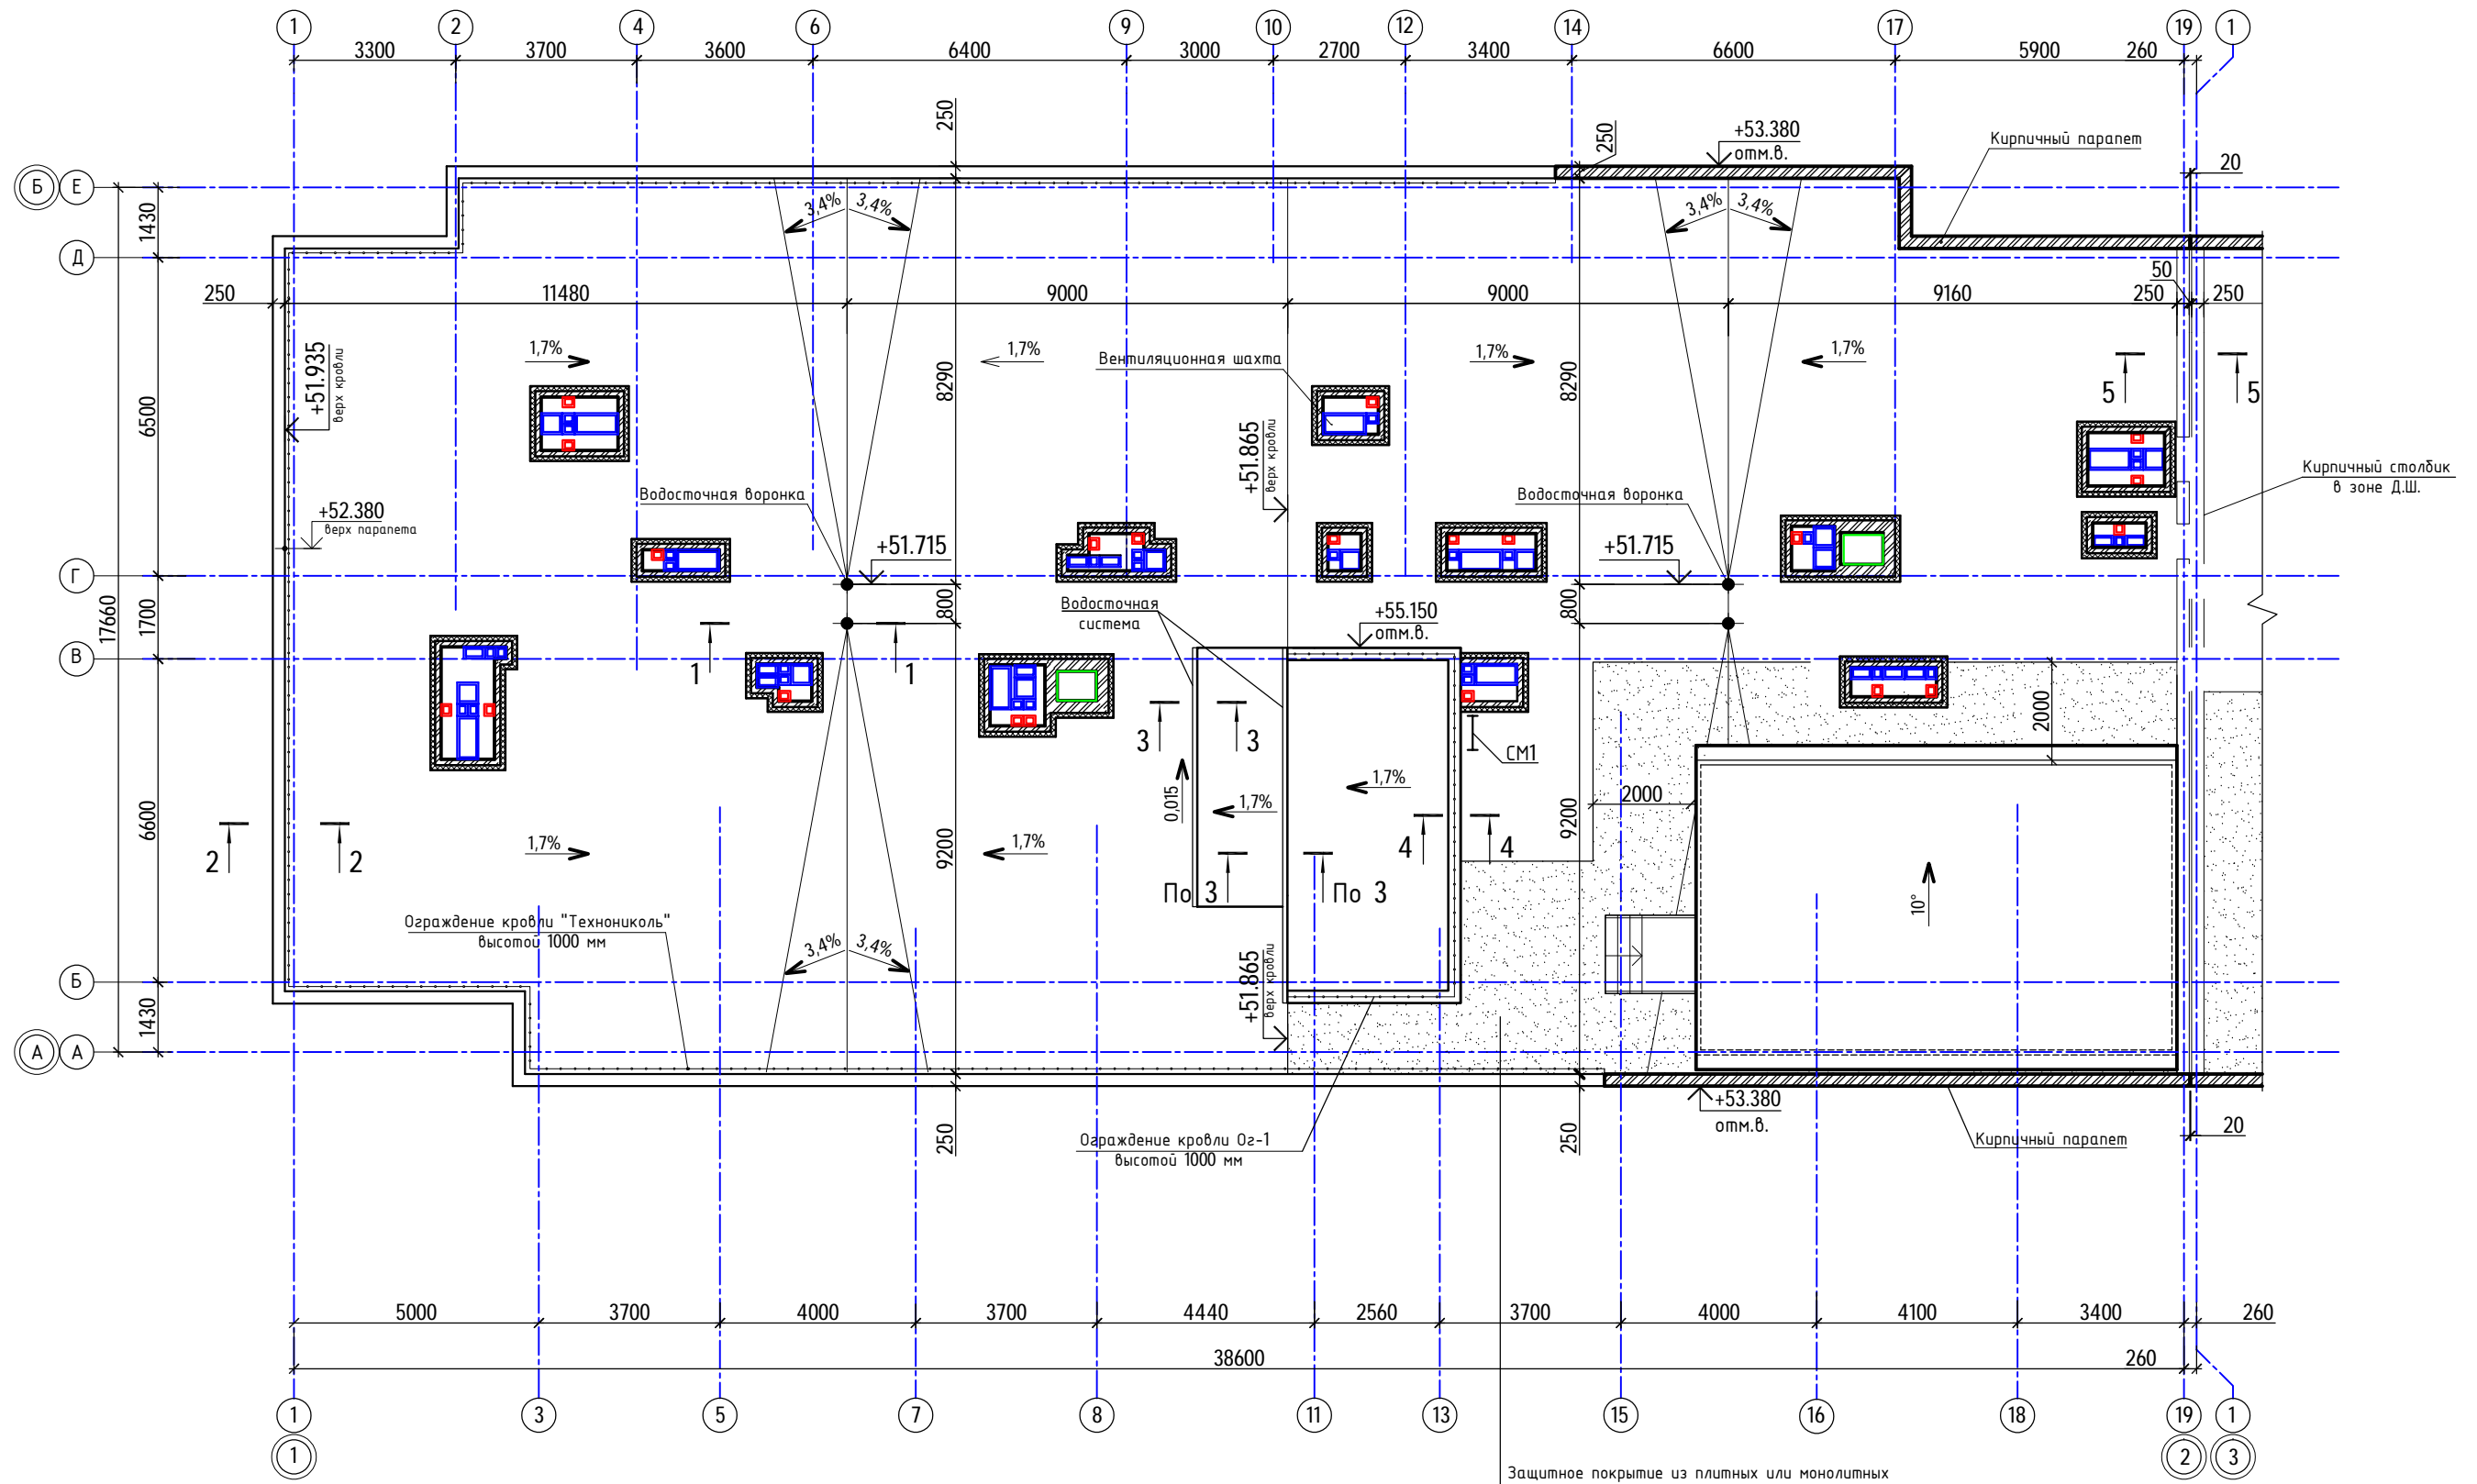 1 2 4 6 9 10 12 14 17 19 1
3300 3700 3600 6400 3000 2700 3400 6600 5900 260
250
250
+53.380
отм.в.
Кирпичный парапет
20
Б Е
1430
3,4% 3,4%
3,4% 3,4%
Д
50
250 11480 9000 9000 9160 250 250
+51.935
верх кровли
1,7%
1,7%
Вентиляционная шахта
1,7%
1,7%
5 5
6500
8290
8290
+51.865
верх кровли
Кирпичный столбик
в зоне Д.Ш.
+52.380
верх парапета
Водосточная воронка
Водосточная воронка
+51.715
+51.715
Г
17660
1700
800
800
Водосточная
система
+55.150
отм.в.
В
1 1
3 3
СМ1
2000
2000
0,015
1,7%
1,7%
6600
9200
9200
2 2
1,7%
1,7%
4 4
По 3 По 3
10°
Ограждение кровли "Технониколь"
высотой 1000 мм
3,4% 3,4%
+51.865
верх кровли
Б
1430
А А
+53.380
отм.в.
250
250
Ограждение кровли Ог-1
высотой 1000 мм
Кирпичный парапет
20
5000 3700 4000 3700 4440 2560 3700 4000 4100 3400 260
38600 260
1 3 5 7 8 11 13 15 16 18 19 1
1 2 3
Защитное покрытие из плитных или монолитных